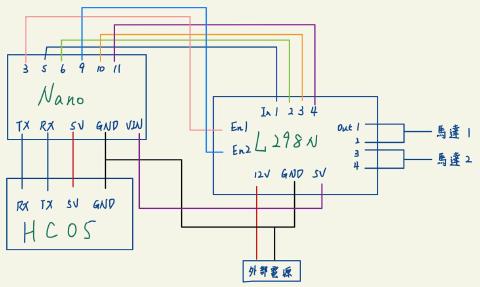 3 5 6 9 10 11
Nano
TX RX 5V GND VIN
RX TX 5V GND
HC05
In 1 2 3 4
En1
En2
L298N
12V GND 5V
Out 1
2
3
4
馬達 1
馬達 2
外部電源